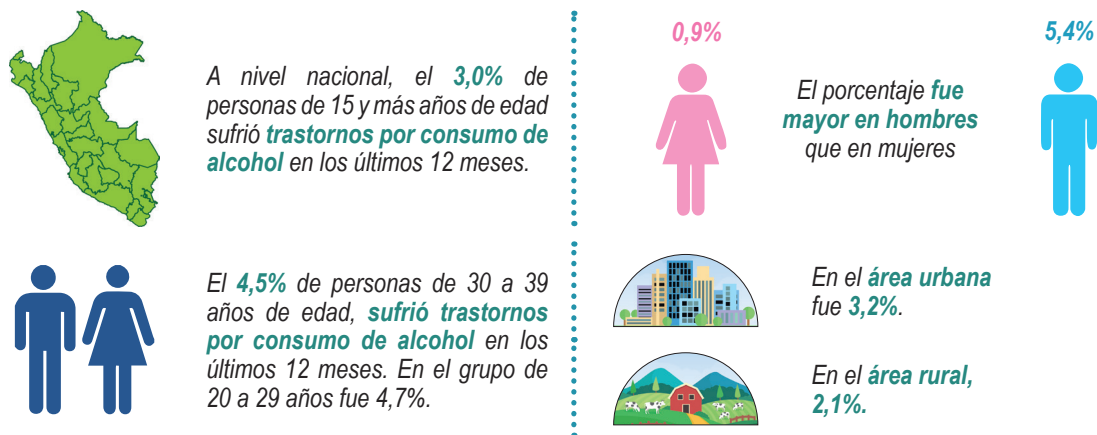 A nivel nacional, el 3,0% de
personas de 15 y más años de edad
sufrió trastornos por consumo de
alcohol en los últimos 12 meses.
El 4,5% de personas de 30 a 39
años de edad, sufrió trastornos
por consumo de alcohol en los
últimos 12 meses. En el grupo de
20 a 29 años fue 4,7%.
0,9%
5,4%
El porcentaje fue
mayor en hombres
que en mujeres
En el área urbana
fue 3,2%.
En el área rural,
2,1%.